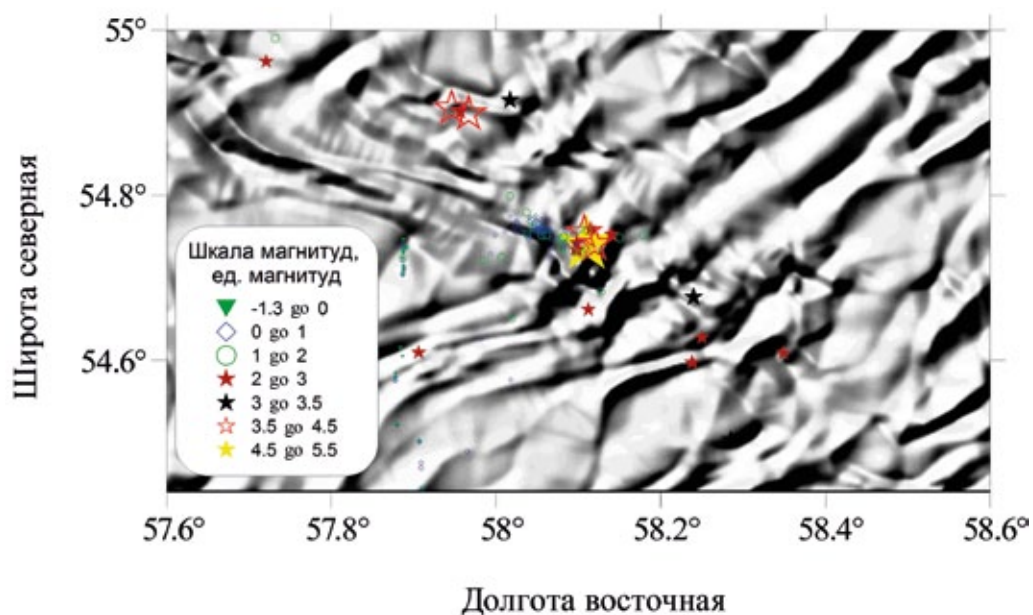 55°
54.8°
54.6°
Широта северная
Шкала магнитуд,
ед. магнитуд
-1.3 go 0
0 go 1
1 go 2
2 go 3
3 go 3.5
3.5 go 4.5
4.5 go 5.5
57.6° 57.8° 58° 58.2° 58.4° 58.6°
Долгота восточная